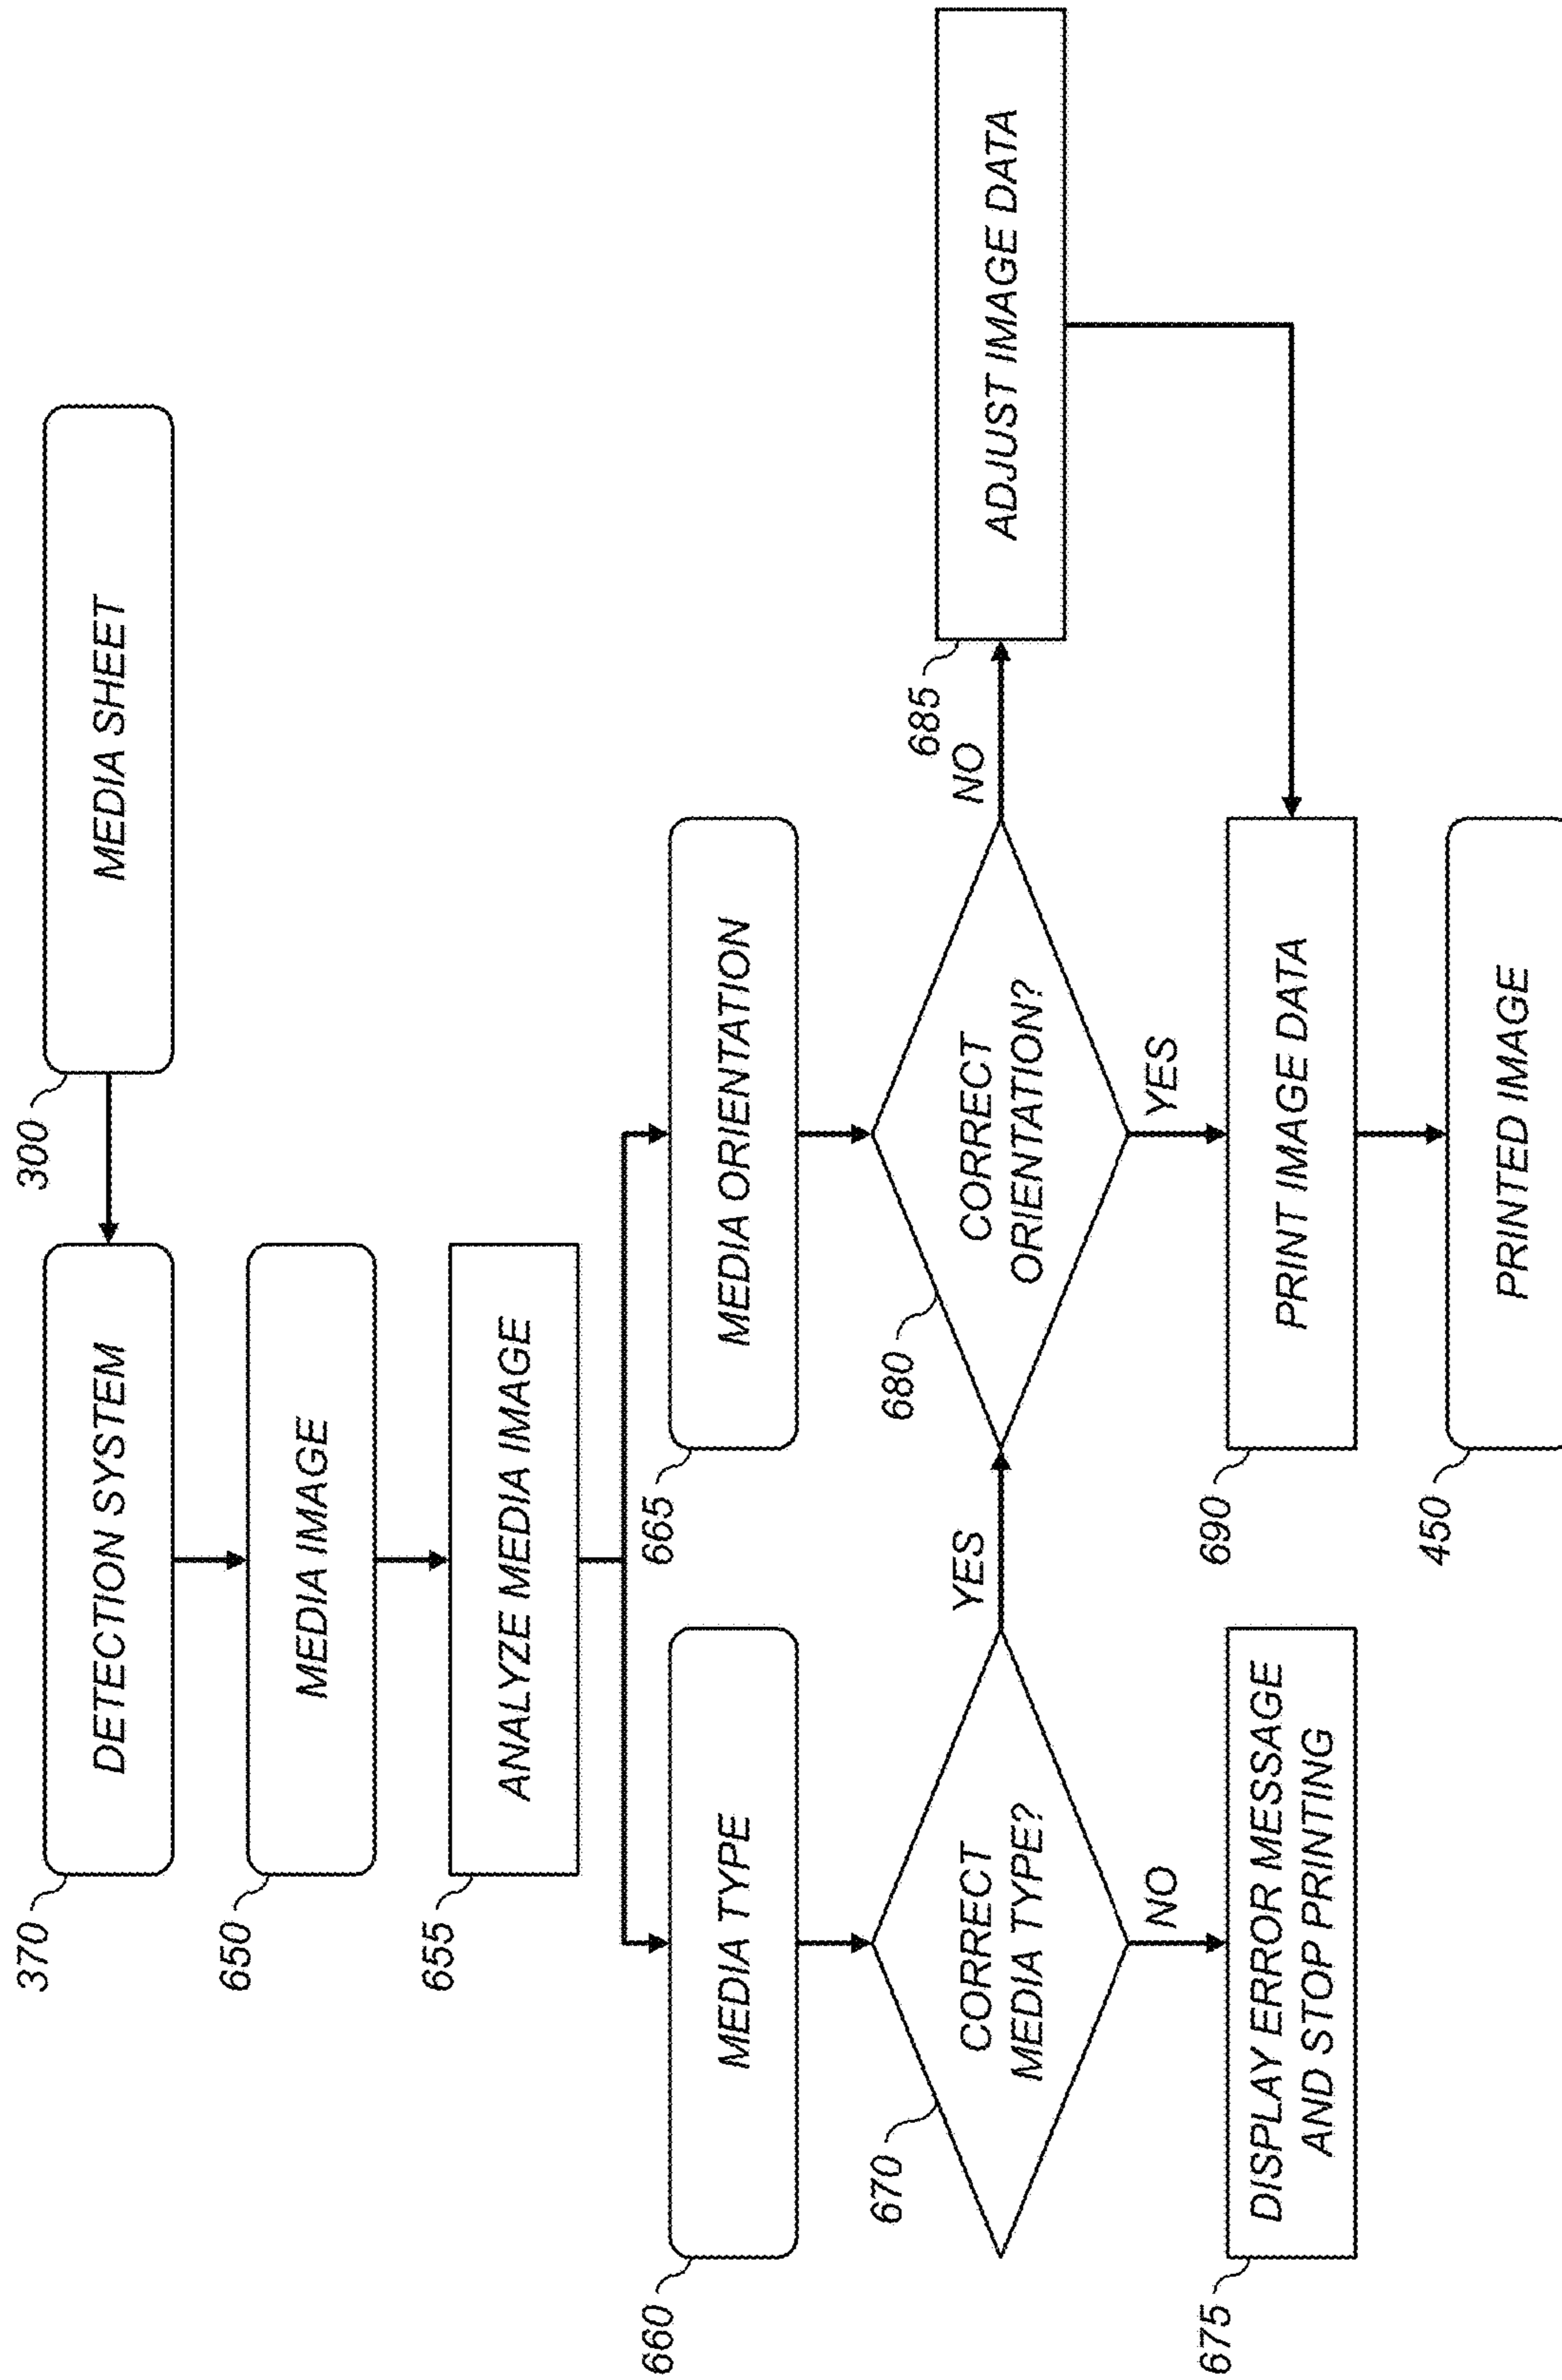 370
DETECTION SYSTEM
300
MEDIA SHEET
650
MEDIA IMAGE
655
ANALYZE MEDIA IMAGE
660
MEDIA TYPE
665
MEDIA ORIENTATION
670
CORRECT
MEDIA TYPE?
YES
680
CORRECT
ORIENTATION?
NO
685
ADJUST IMAGE DATA
NO
YES
675
DISPLAY ERROR MESSAGE
AND STOP PRINTING
690
PRINT IMAGE DATA
450
PRINTED IMAGE